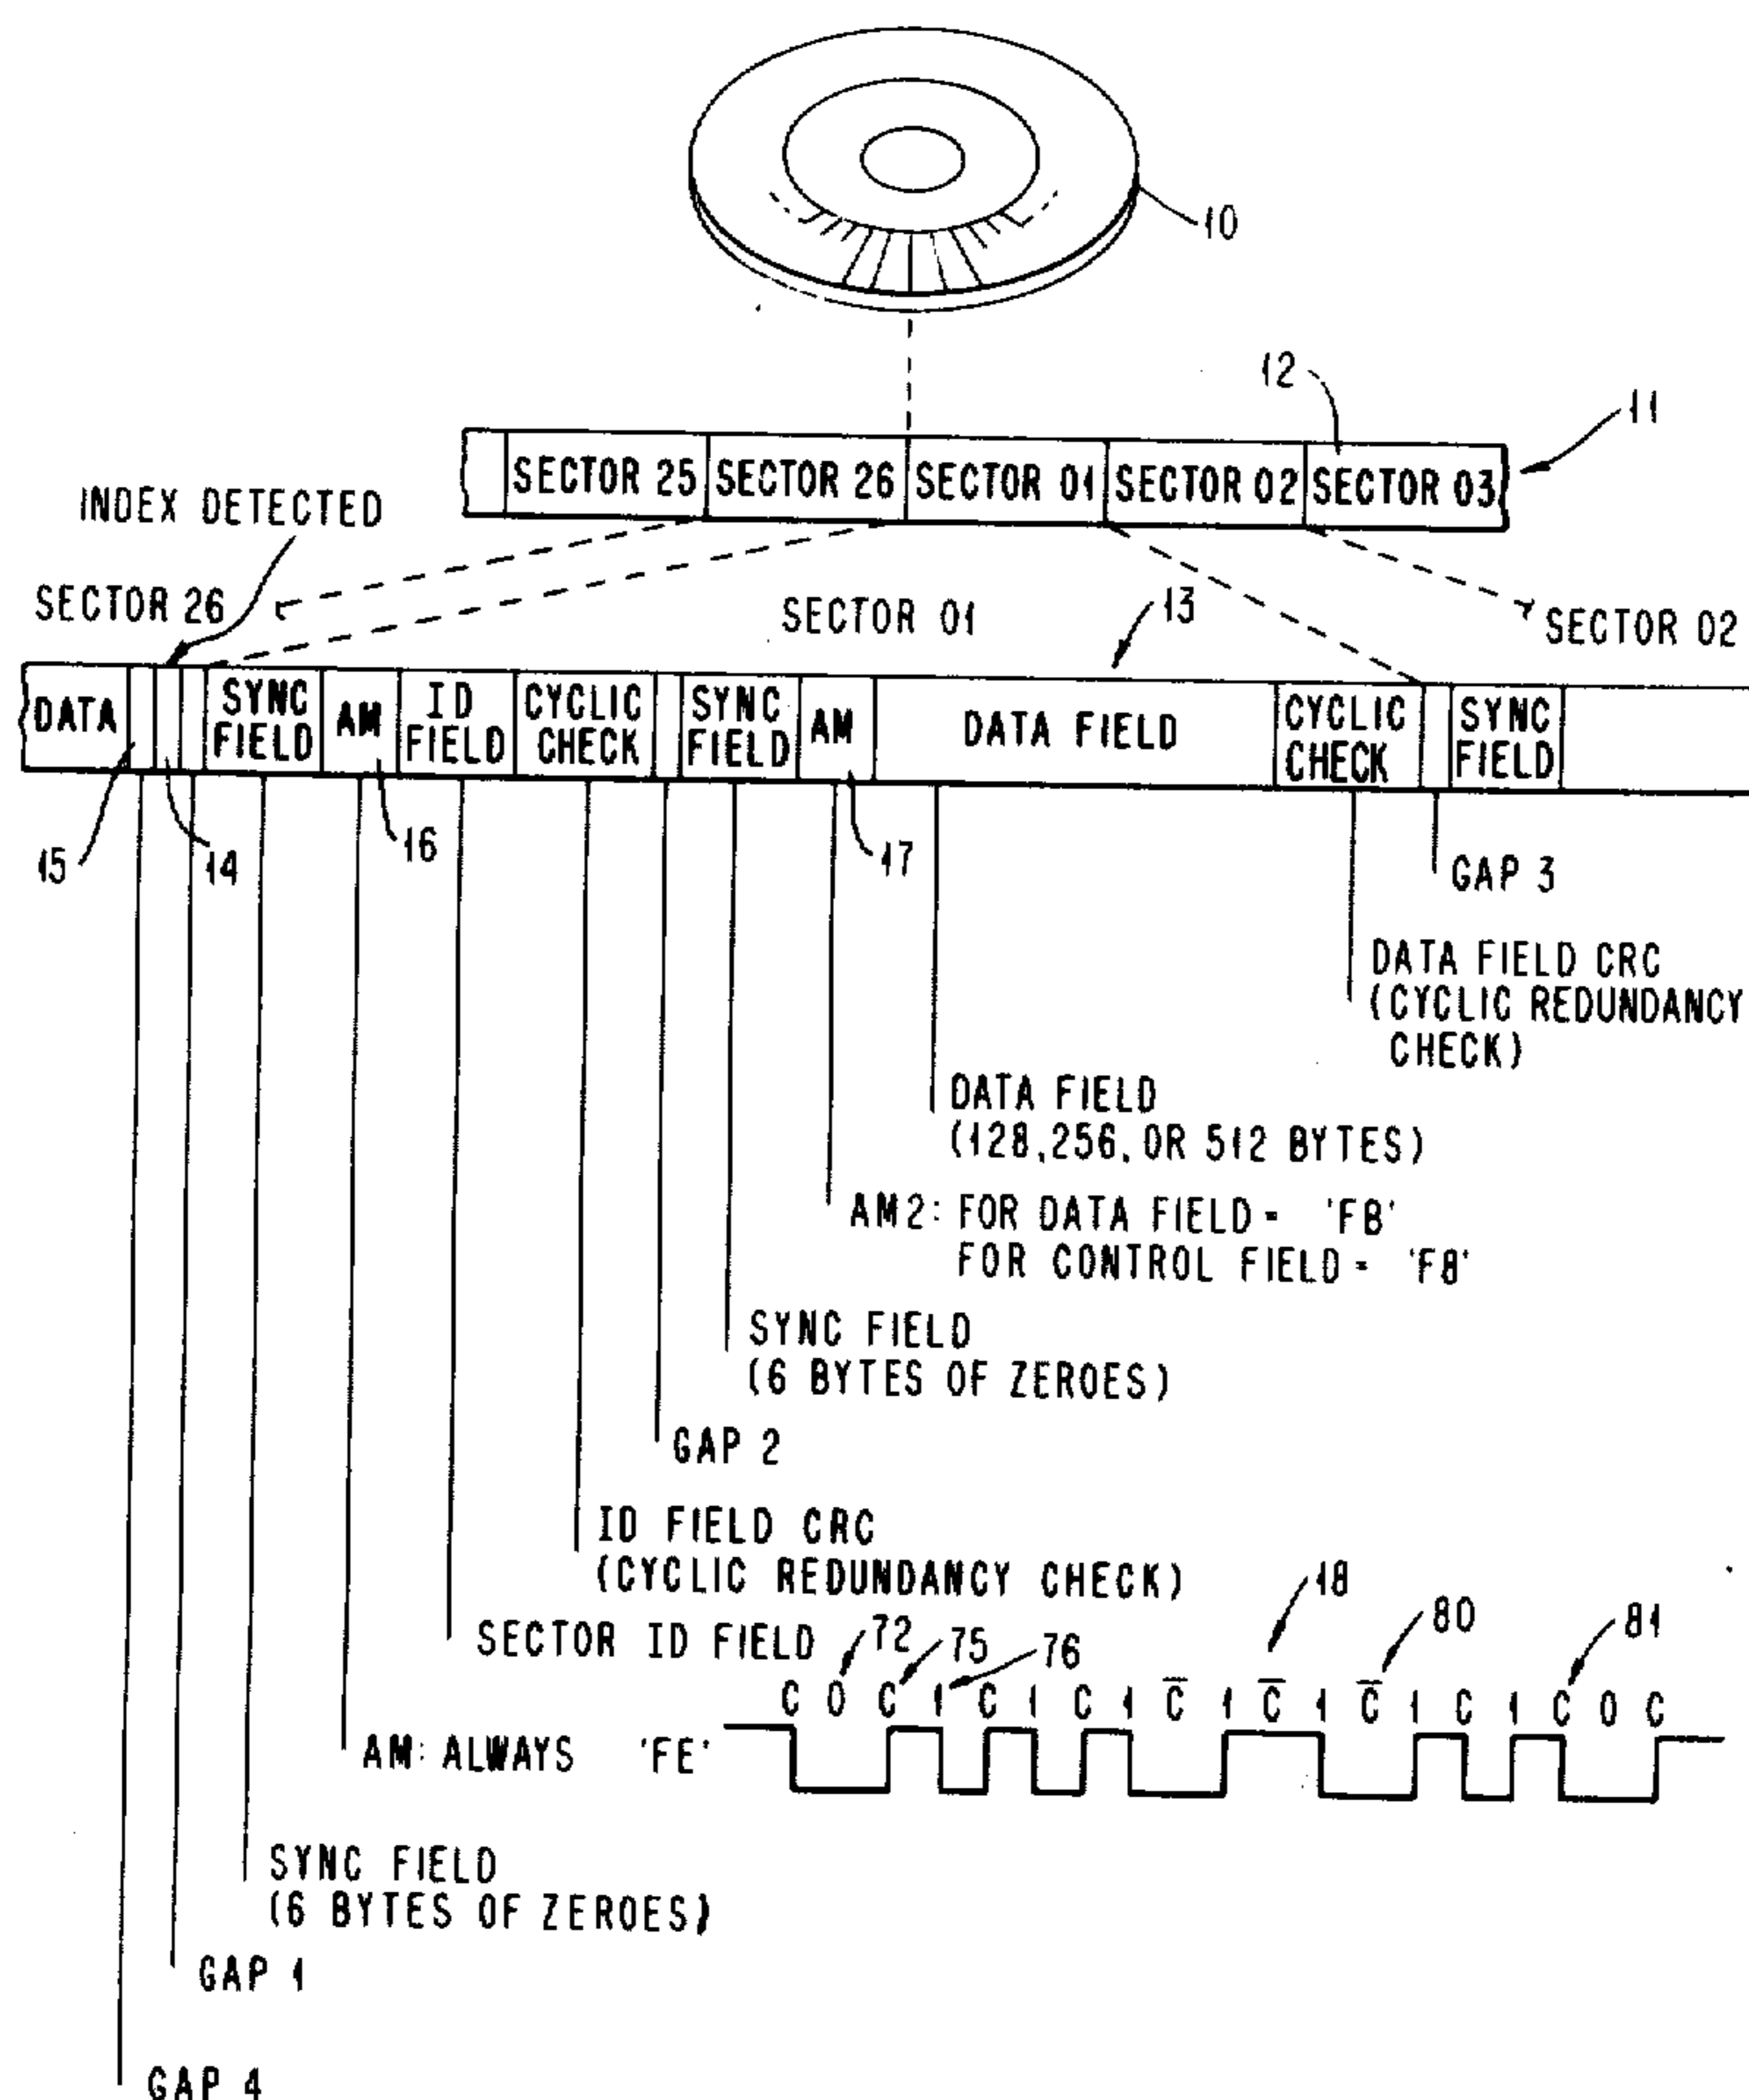 10
12
11
SECTOR 25 SECTOR 26 SECTOR 01 SECTOR 02 SECTOR 03
INDEX DETECTED
SECTOR 26
SECTOR 01
13
SECTOR 02
DATA
SYNC FIELD
AM
ID FIELD
CYCLIC CHECK
SYNC FIELD
AM
DATA FIELD
CYCLIC CHECK
SYNC FIELD
15
14
16
17
GAP 3
DATA FIELD CRC
(CYCLIC REDUNDANCY
CHECK)
DATA FIELD
(128,256, OR 512 BYTES)
AM2: FOR DATA FIELD = 'FB'
FOR CONTROL FIELD = 'F8'
SYNC FIELD
(6 BYTES OF ZEROES)
GAP 2
ID FIELD CRC
(CYCLIC REDUNDANCY CHECK)
18
SECTOR ID FIELD
72
75
76
80
81
C 0 C 1 C 1 C 1 C̅ 1 C̅ 1 C̅ 1 C 1 C 0 C
AM: ALWAYS 'FE'
SYNC FIELD
(6 BYTES OF ZEROES)
GAP 1
GAP 4